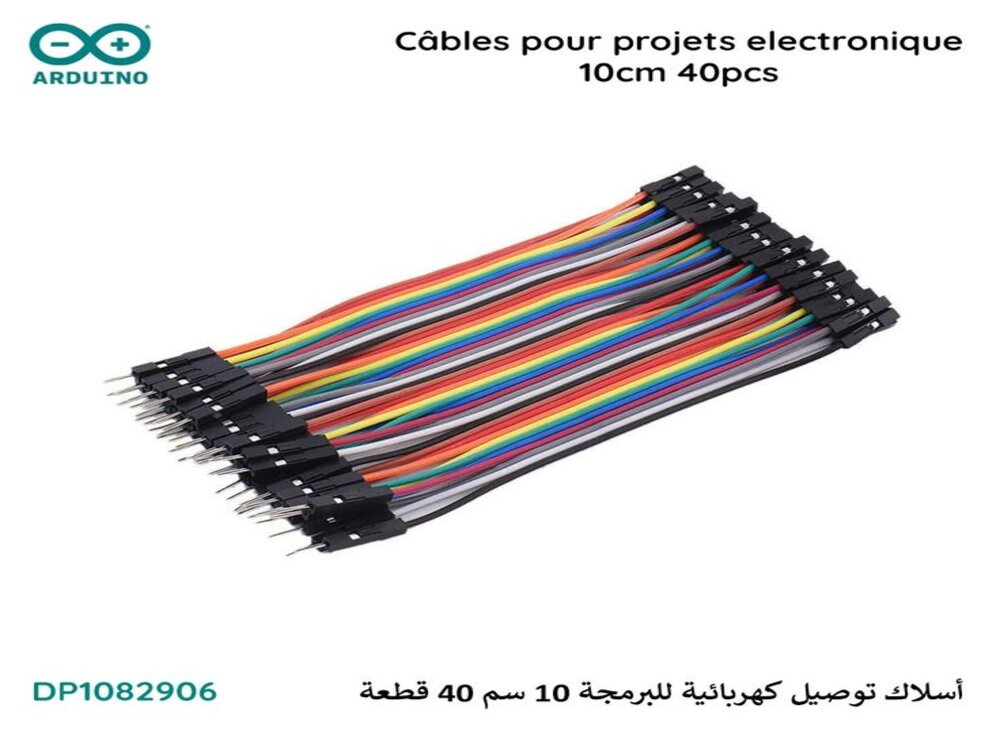 ARDUINO
Câbles pour projets electronique
10cm 40pcs
DP1082906
أسلاك توصيل كهربائية للبرمجة 10 سم 40 قطعة